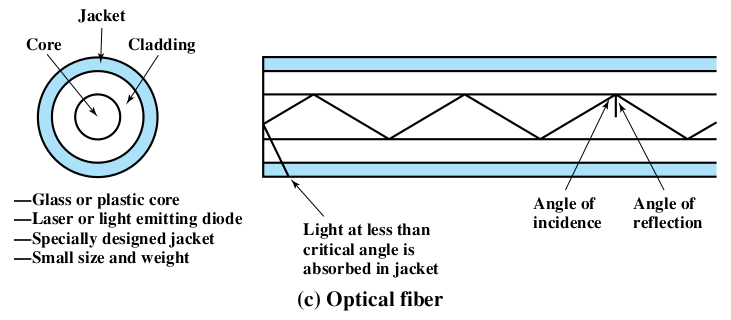 Jacket
Core
Cladding
—Glass or plastic core
—Laser or light emitting diode
—Specially designed jacket
—Small size and weight
Light at less than
critical angle is
absorbed in jacket
Angle of
incidence
Angle of
reflection
(c) Optical fiber